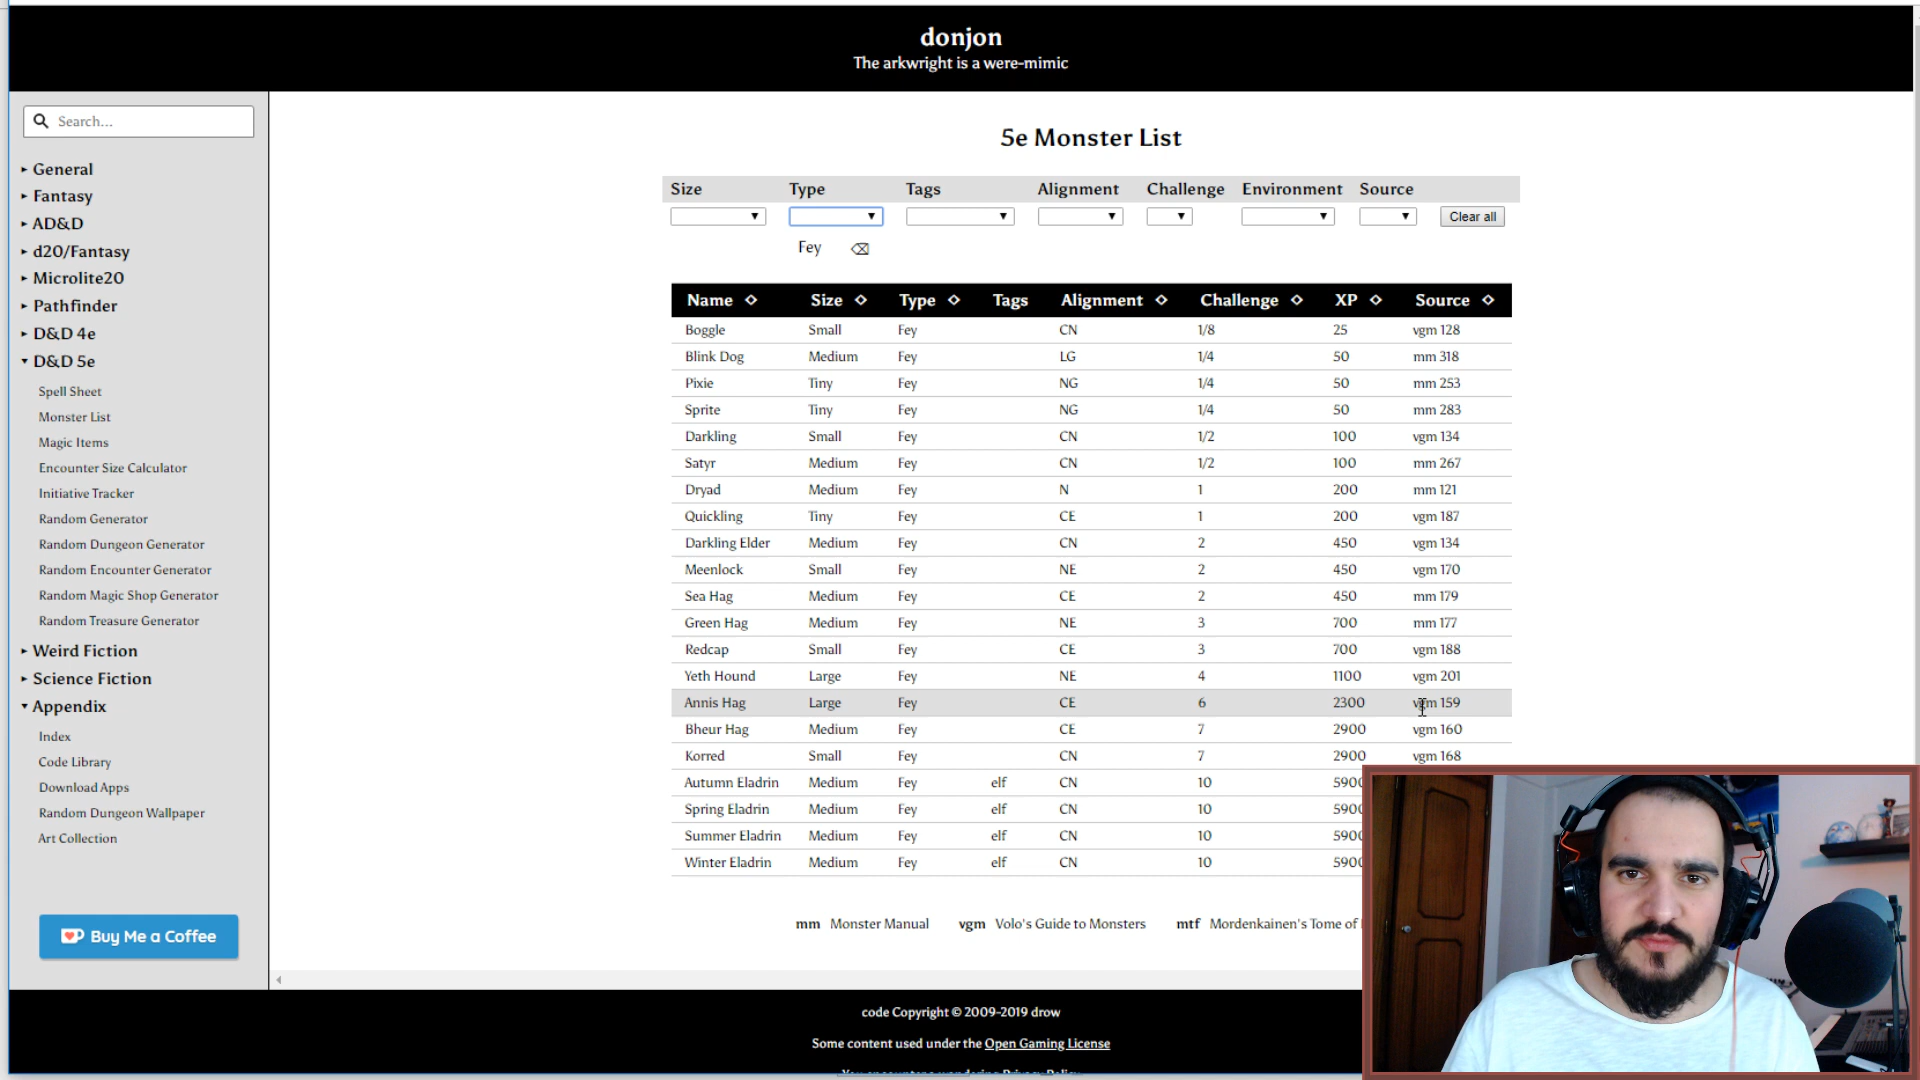 donjon
The arkwright is a were-mimic
Search...
General
Fantasy
AD&D
d20/Fantasy
Microlite20
Pathfinder
D&D 4e
D&D 5e
Spell Sheet
Monster List
Magic Items
Encounter Size Calculator
Initiative Tracker
Random Generator
Random Dungeon Generator
Random Encounter Generator
Random Magic Shop Generator
Random Treasure Generator
Weird Fiction
Science Fiction
Appendix
Index
Code Library
Download Apps
Random Dungeon Wallpaper
Art Collection
Buy Me a Coffee
5e Monster List
Size Type Tags Alignment Challenge Environment Source
Clear all
Fey
Name Size Type Tags Alignment Challenge XP Source
Boggle Small Fey CN 1/8 25 vgm 128
Blink Dog Medium Fey LG 1/4 50 mm 318
Pixie Tiny Fey NG 1/4 50 mm 253
Sprite Tiny Fey NG 1/4 50 mm 283
Darkling Small Fey CN 1/2 100 vgm 134
Satyr Medium Fey CN 1/2 100 mm 267
Dryad Medium Fey N 1 200 mm 121
Quickling Tiny Fey CE 1 200 vgm 187
Darkling Elder Medium Fey CN 2 450 vgm 134
Meenlock Small Fey NE 2 450 vgm 170
Sea Hag Medium Fey CE 2 450 mm 179
Green Hag Medium Fey NE 3 700 mm 177
Redcap Small Fey CE 3 700 vgm 188
Yeth Hound Large Fey NE 4 1100 vgm 201
Annis Hag Large Fey CE 6 2300 vgm 159
Bheur Hag Medium Fey CE 7 2900 vgm 160
Korred Small Fey CN 7 2900 vgm 168
Autumn Eladrin Medium Fey elf CN 10 5900
Spring Eladrin Medium Fey elf CN 10 5900
Summer Eladrin Medium Fey elf CN 10 5900
Winter Eladrin Medium Fey elf CN 10 5900
mm Monster Manual vgm Volo's Guide to Monsters mtf Mordenkainen's Tome of
code Copyright © 2009-2019 drow
Some content used under the Open Gaming License